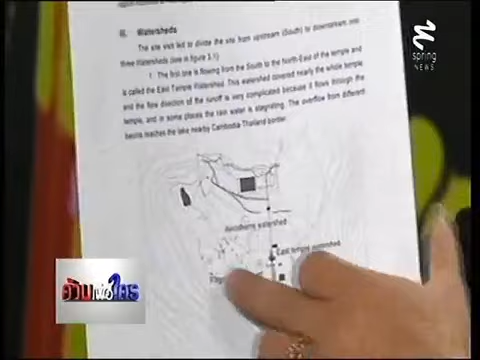 spring
NEWS
III. Watersheds
The site visit led to divide the site from upstream (South) to downstream into
three Watersheds (see in figure 3.1)
1. The first one is flowing from the South to the North-East of the temple and
is called the East Temple Watershed. This watershed covered nearly the whole temple
and the flow direction of the runoff is very complicated because it flows through the
temple, and in some places the rain water is stagnating. The overflow from different
basins reaches the lake nearby Cambodia-Thailand border.
watershed
East temple watershed